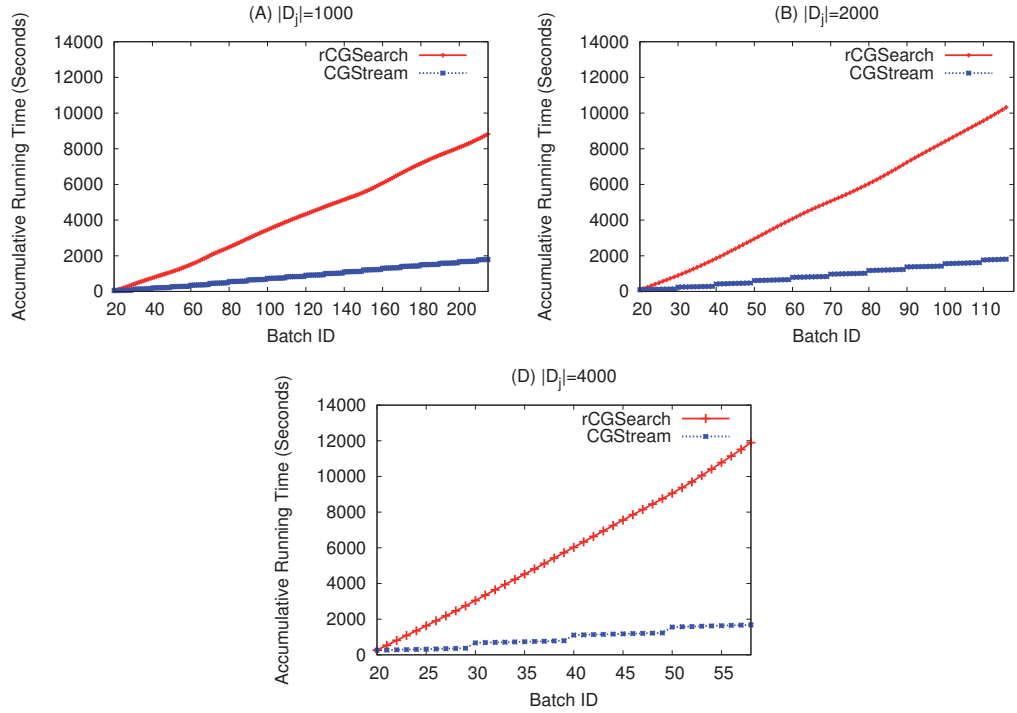 (A) |D_j|=1000
Accumulative Running Time (Seconds)
14000
12000
10000
8000
6000
4000
2000
0
rCGSearch
CGStream
20 40 60 80 100 120 140 160 180 200
Batch ID
(B) |D_j|=2000
Accumulative Running Time (Seconds)
14000
12000
10000
8000
6000
4000
2000
0
rCGSearch
CGStream
20 30 40 50 60 70 80 90 100 110
Batch ID
(D) |D_j|=4000
Accumulative Running Time (Seconds)
14000
12000
10000
8000
6000
4000
2000
0
rCGSearch
CGStream
20 25 30 35 40 45 50 55
Batch ID